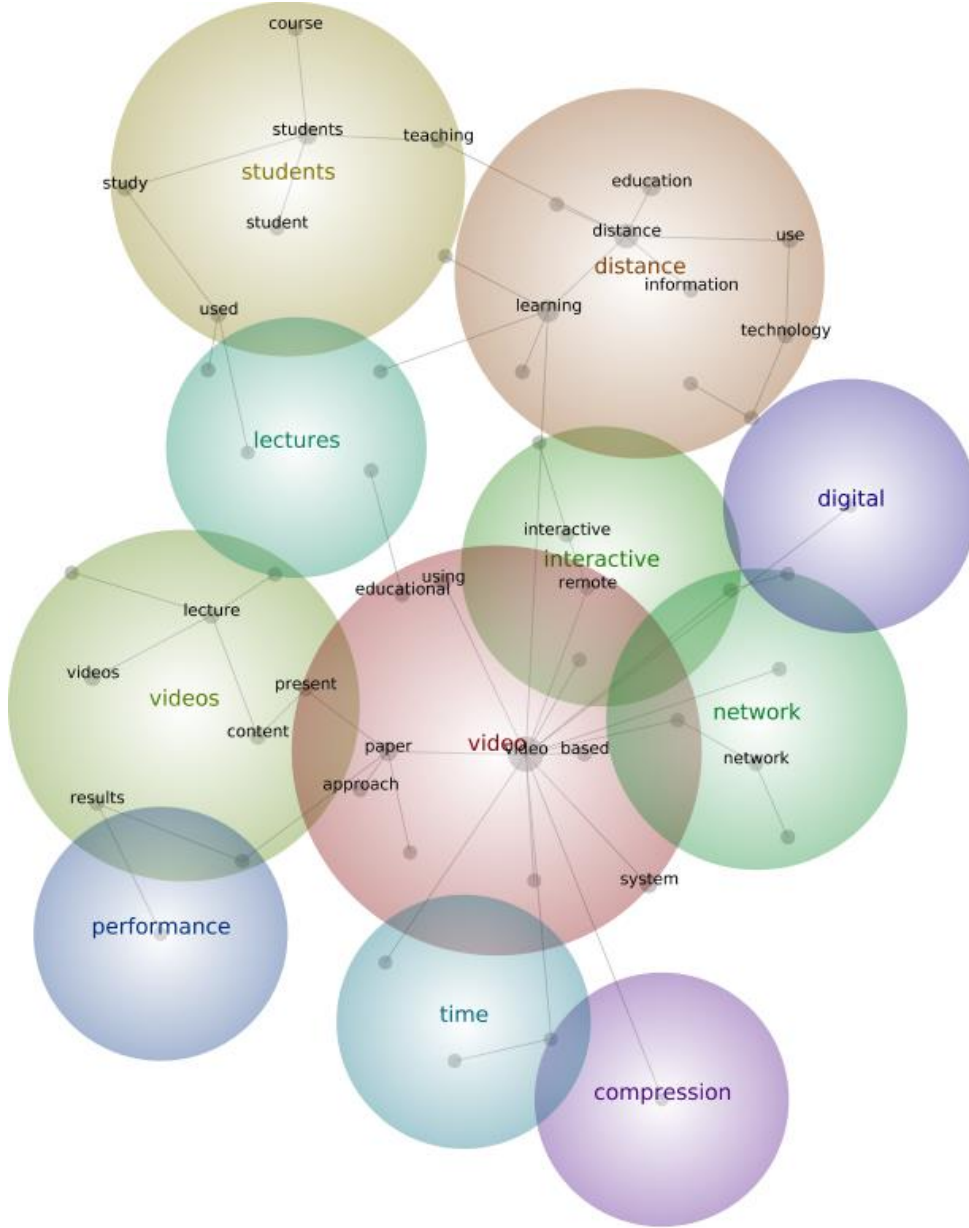 course
students
teaching
students
study
education
student
distance
use
distance
information
used
learning
technology
lectures
digital
interactive
interactive
using
remote
educational
lecture
videos
present
videos
network
content
paper
video
video
based
network
approach
results
system
performance
time
compression